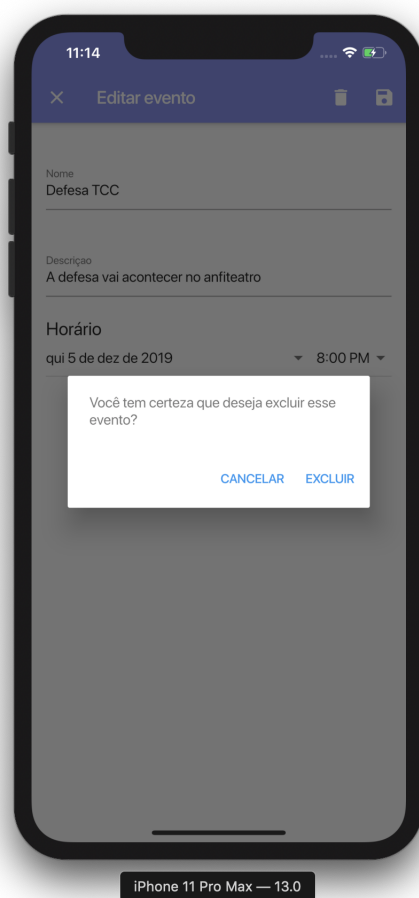 11:14
Editar evento
Nome
Defesa TCC
Descriçao
A defesa vai acontecer no anfiteatro
Horário
qui 5 de dez de 2019 8:00 PM
Você tem certeza que deseja excluir esse
evento?
CANCELAR EXCLUIR
iPhone 11 Pro Max — 13.0